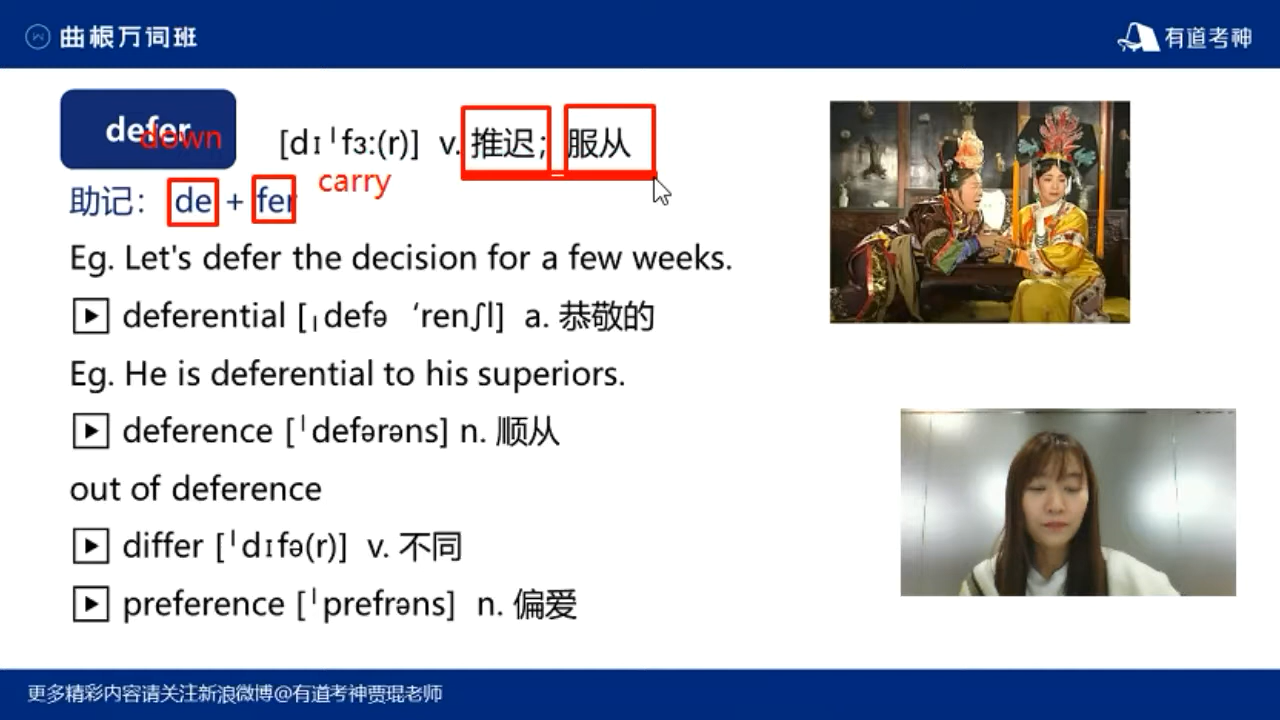 曲根万词班
有道考神
defer
down
[dɪˈfɜ:(r)] v. 推迟；服从
carry
助记： de + fer
Eg. Let's defer the decision for a few weeks.
deferential [ˌdefə‘renʃl] a. 恭敬的
Eg. He is deferential to his superiors.
deference [ˈdefərəns] n. 顺从
out of deference
differ [ˈdɪfə(r)] v. 不同
preference [ˈprefrəns] n. 偏爱
更多精彩内容请关注新浪微博@有道考神贾琨老师